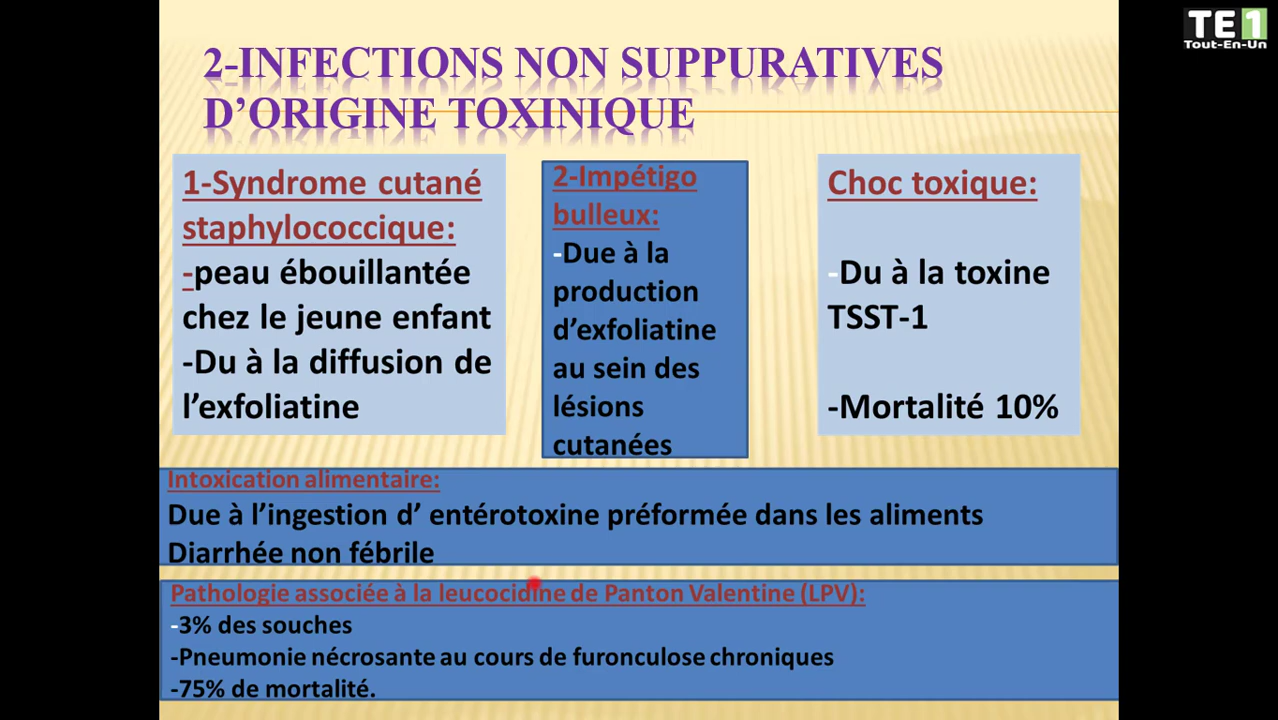 TE1
Tout-En-Un
2-INFECTIONS NON SUPPURATIVES
D'ORIGINE TOXINIQUE
1-Syndrome cutané
staphylococcique:
-peau ébouillantée
chez le jeune enfant
-Du à la diffusion de
l'exfoliatine
2-Impétigo
bulleux:
-Due à la
production
d'exfoliatine
au sein des
lésions
cutanées
Choc toxique:
-Du à la toxine
TSST-1
-Mortalité 10%
Intoxication alimentaire:
Due à l'ingestion d' entérotoxine préformée dans les aliments
Diarrhée non fébrile
Pathologie associée à la leucocidine de Panton Valentine (LPV):
-3% des souches
-Pneumonie nécrosante au cours de furonculose chroniques
-75% de mortalité.